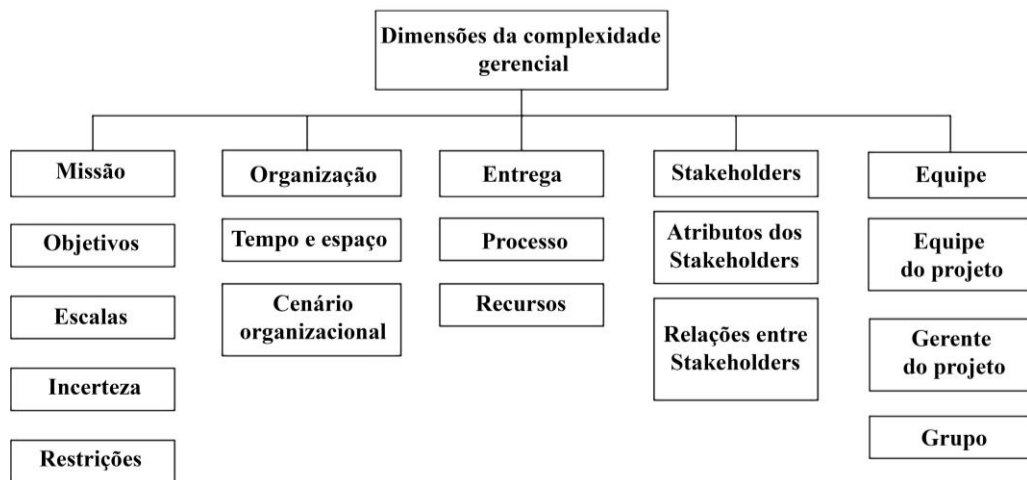 Dimensões da complexidade
gerencial
Missão
Organização
Entrega
Stakeholders
Equipe
Objetivos
Tempo e espaço
Processo
Atributos dos
Stakeholders
Equipe
do projeto
Escalas
Cenário
organizacional
Recursos
Relações entre
Stakeholders
Gerente
do projeto
Incerteza
Grupo
Restrições